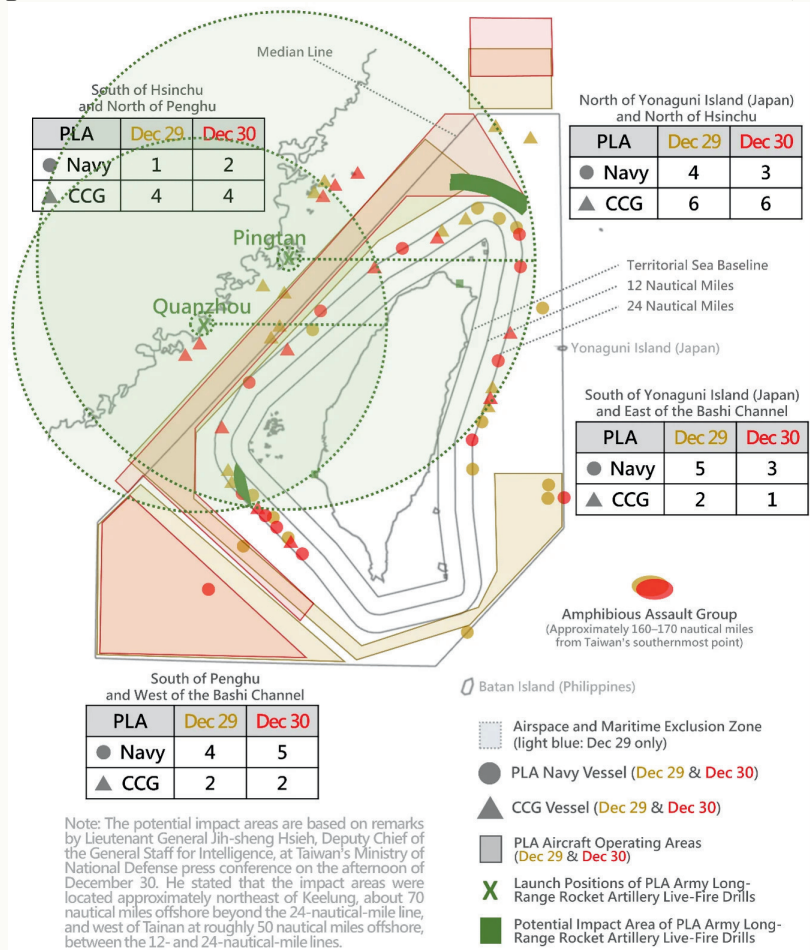 Median Line
South of Hsinchu
and North of Penghu
PLA Dec 29 Dec 30
Navy 1 2
CCG 4 4
North of Yonaguni Island (Japan)
and North of Hsinchu
PLA Dec 29 Dec 30
Navy 4 3
CCG 6 6
Pingtan
X
Quanzhou
X
Territorial Sea Baseline
12 Nautical Miles
24 Nautical Miles
Yonaguni Island (Japan)
South of Yonaguni Island (Japan)
and East of the Bashi Channel
PLA Dec 29 Dec 30
Navy 5 3
CCG 2 1
Amphibious Assault Group
(Approximately 160–170 nautical miles
from Taiwan's southernmost point)
Batan Island (Philippines)
South of Penghu
and West of the Bashi Channel
PLA Dec 29 Dec 30
Navy 4 5
CCG 2 2
Airspace and Maritime Exclusion Zone
(light blue: Dec 29 only)
PLA Navy Vessel (Dec 29 & Dec 30)
CCG Vessel (Dec 29 & Dec 30)
PLA Aircraft Operating Areas
(Dec 29 & Dec 30)
X Launch Positions of PLA Army Long-
Range Rocket Artillery Live-Fire Drills
Potential Impact Area of PLA Army Long-
Range Rocket Artillery Live-Fire Drills
Note: The potential impact areas are based on remarks
by Lieutenant General Jih-sheng Hsieh, Deputy Chief of
the General Staff for Intelligence, at Taiwan's Ministry of
National Defense press conference on the afternoon of
December 30. He stated that the impact areas were
located approximately northeast of Keelung, about 70
nautical miles offshore beyond the 24-nautical-mile line,
and west of Tainan at roughly 50 nautical miles offshore,
between the 12- and 24-nautical-mile lines.